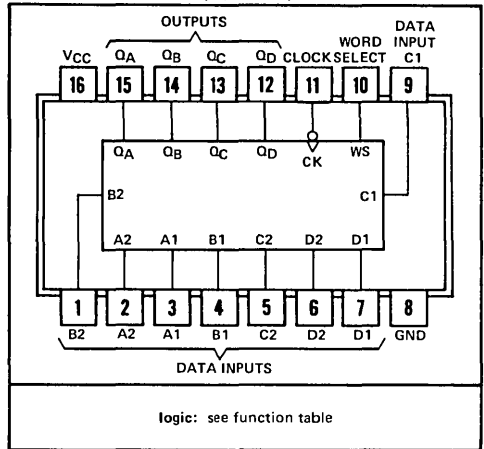 OUTPUTS
DATA
INPUT
WORD
SELECT
VCC QA QB QC QD CLOCK C1
16 15 14 13 12 11 10 9
QA QB QC QD CK WS
B2 C1
A2 A1 B1 C2 D2 D1
1 2 3 4 5 6 7 8
B2 A2 A1 B1 C2 D2 D1 GND
DATA INPUTS
logic: see function table